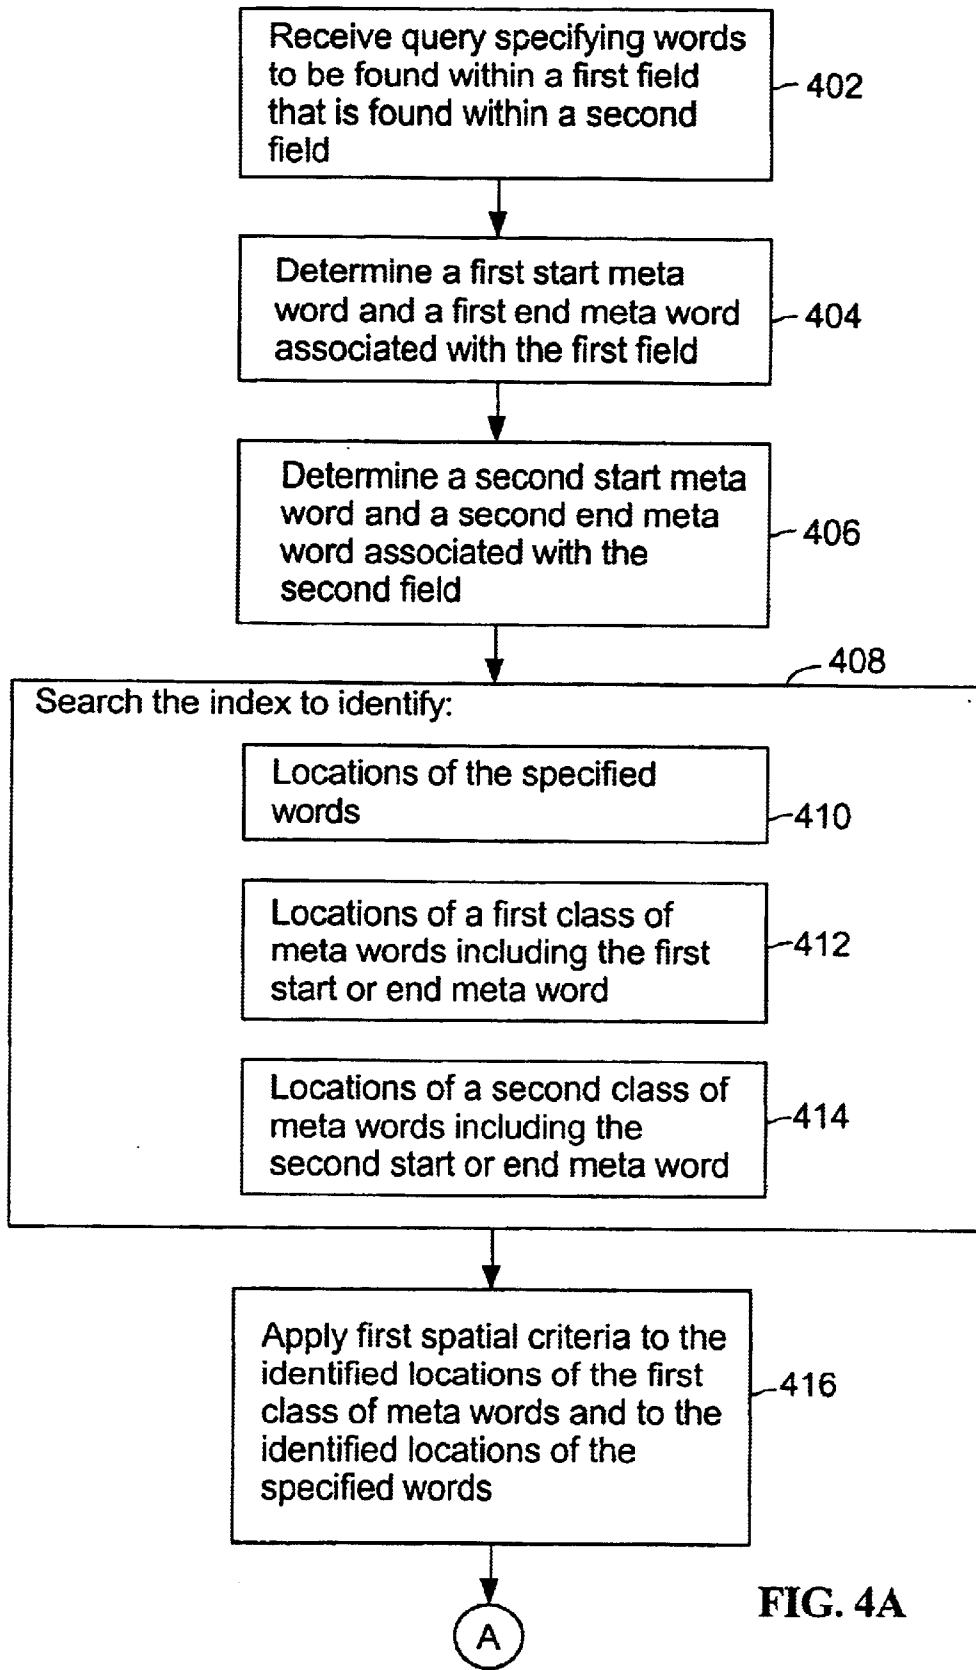 Receive query specifying words
to be found within a first field
that is found within a second
field
402
Determine a first start meta
word and a first end meta word
associated with the first field
404
Determine a second start meta
word and a second end meta
word associated with the
second field
406
408
Search the index to identify:
Locations of the specified
words
410
Locations of a first class of
meta words including the first
start or end meta word
412
Locations of a second class of
meta words including the
second start or end meta word
414
Apply first spatial criteria to the
identified locations of the first
class of meta words and to the
identified locations of the
specified words
416
A
FIG. 4A